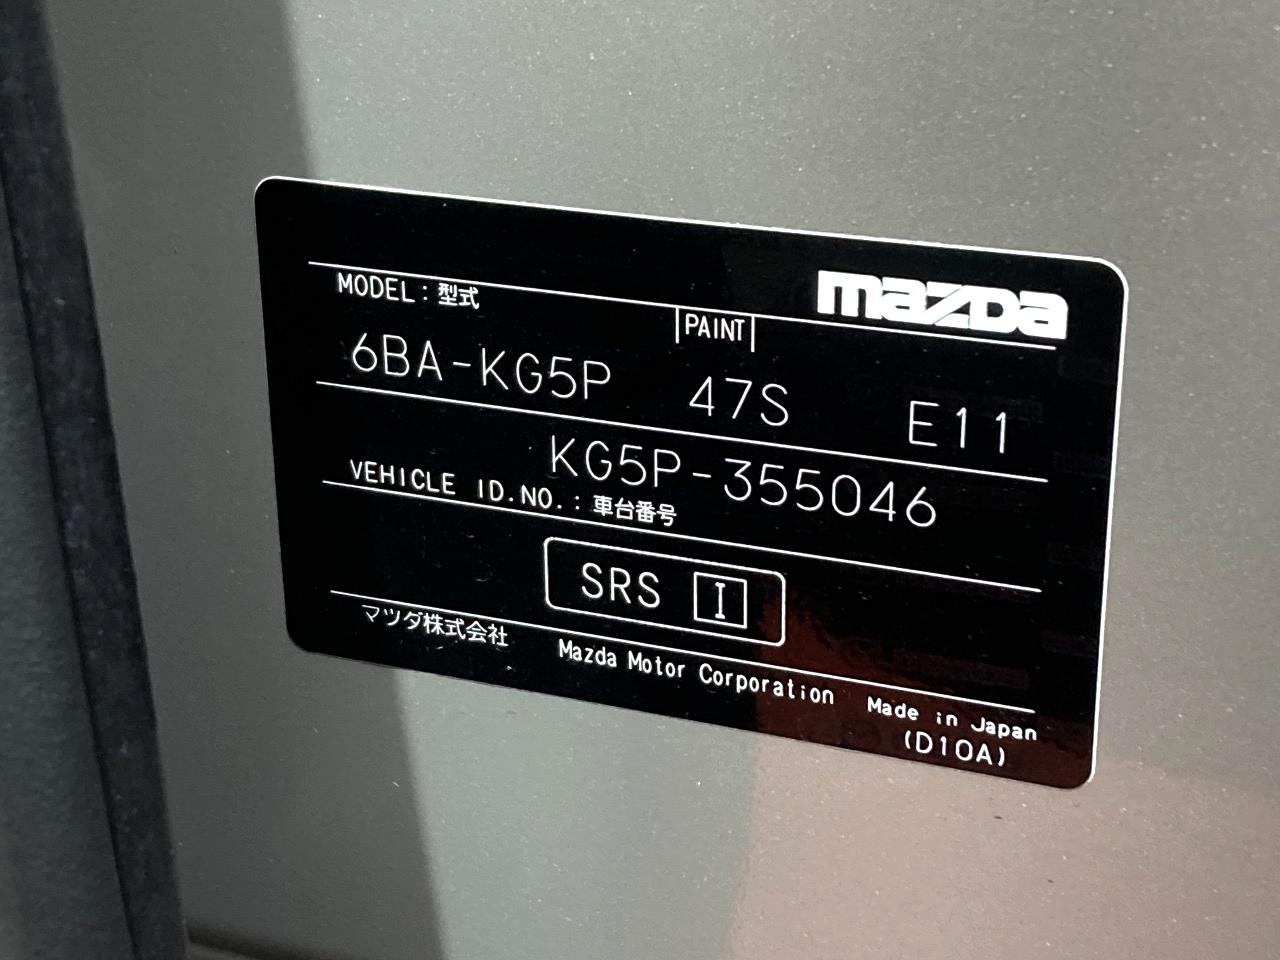 mazda
MODEL : 型式
PAINT
6BA-KG5P 47S E11
KG5P-355046
VEHICLE ID.NO. : 車台番号
SRS I
マツダ株式会社 Mazda Motor Corporation Made in Japan
(D10A)